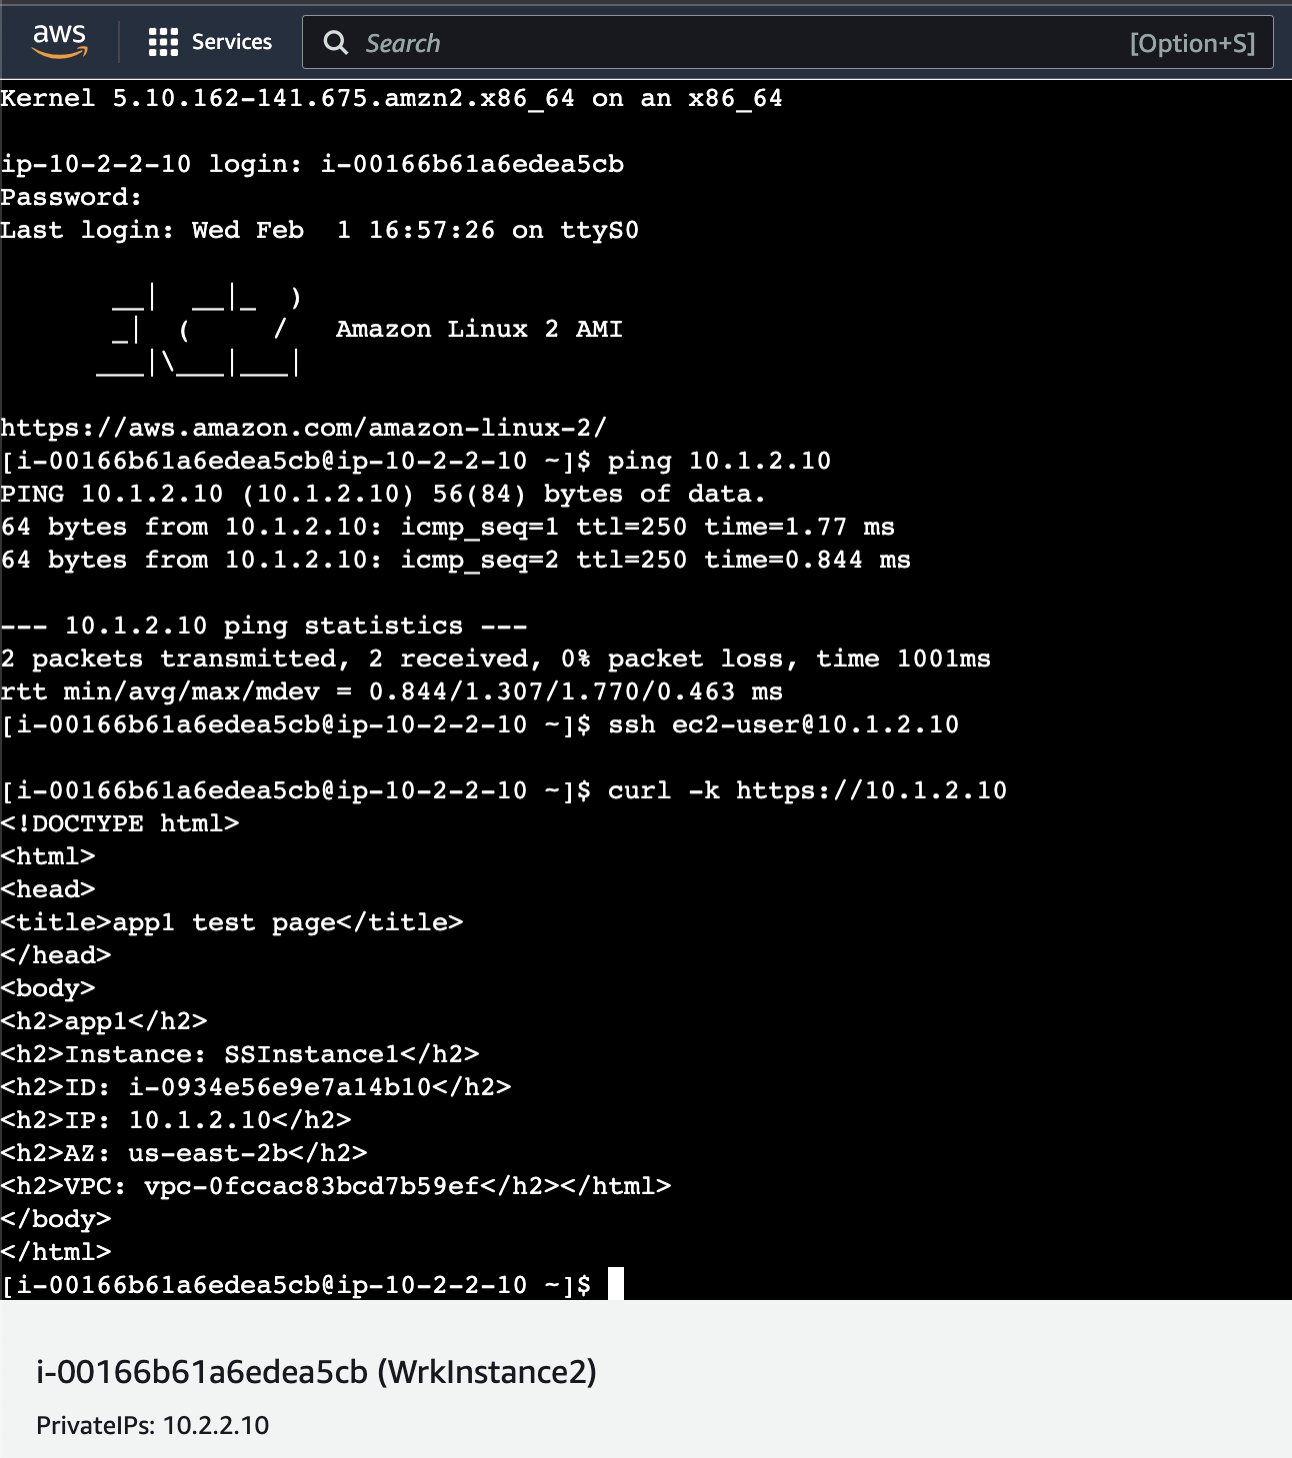 aws
Services
Search
[Option+S]
Kernel 5.10.162-141.675.amzn2.x86_64 on an x86_64
ip-10-2-2-10 login: i-00166b61a6edea5cb
Password:
Last login: Wed Feb  1 16:57:26 on ttyS0
       __|  __|_  )
       _|  (     /   Amazon Linux 2 AMI
      ___|\___|___|
https://aws.amazon.com/amazon-linux-2/
[i-00166b61a6edea5cb@ip-10-2-2-10 ~]$ ping 10.1.2.10
PING 10.1.2.10 (10.1.2.10) 56(84) bytes of data.
64 bytes from 10.1.2.10: icmp_seq=1 ttl=250 time=1.77 ms
64 bytes from 10.1.2.10: icmp_seq=2 ttl=250 time=0.844 ms
--- 10.1.2.10 ping statistics ---
2 packets transmitted, 2 received, 0% packet loss, time 1001ms
rtt min/avg/max/mdev = 0.844/1.307/1.770/0.463 ms
[i-00166b61a6edea5cb@ip-10-2-2-10 ~]$ ssh ec2-user@10.1.2.10
[i-00166b61a6edea5cb@ip-10-2-2-10 ~]$ curl -k https://10.1.2.10
<!DOCTYPE html>
<html>
<head>
<title>app1 test page</title>
</head>
<body>
<h2>app1</h2>
<h2>Instance: SSInstance1</h2>
<h2>ID: i-0934e56e9e7a14b10</h2>
<h2>IP: 10.1.2.10</h2>
<h2>AZ: us-east-2b</h2>
<h2>VPC: vpc-0fccac83bcd7b59ef</h2></html>
</body>
</html>
[i-00166b61a6edea5cb@ip-10-2-2-10 ~]$
i-00166b61a6edea5cb (WrkInstance2)
PrivateIPs: 10.2.2.10